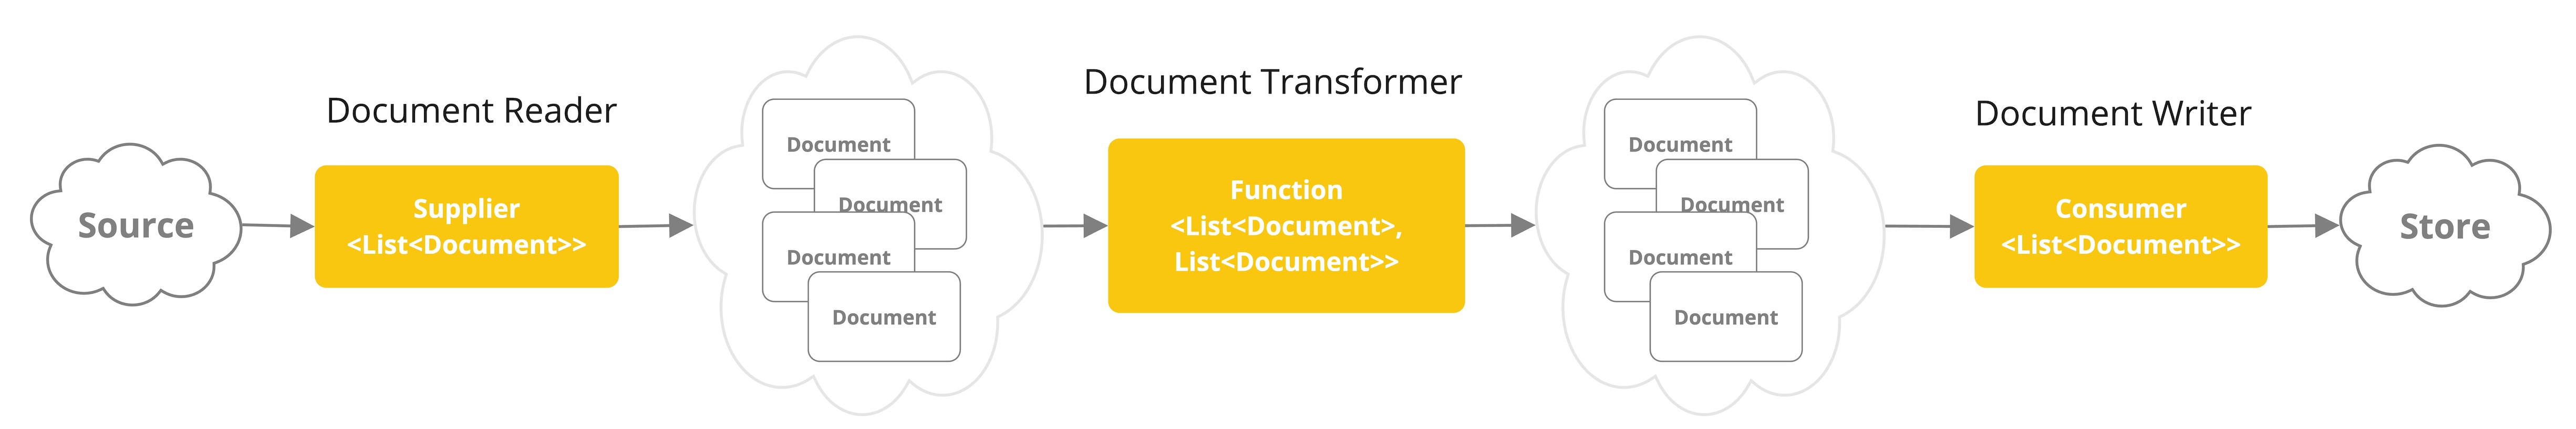 Source
Document Reader
Supplier
<List<Document>>
Document
Document
Document
Document
Document Transformer
Function
<List<Document>,
List<Document>>
Document
Document
Document
Document
Document Writer
Consumer
<List<Document>>
Store